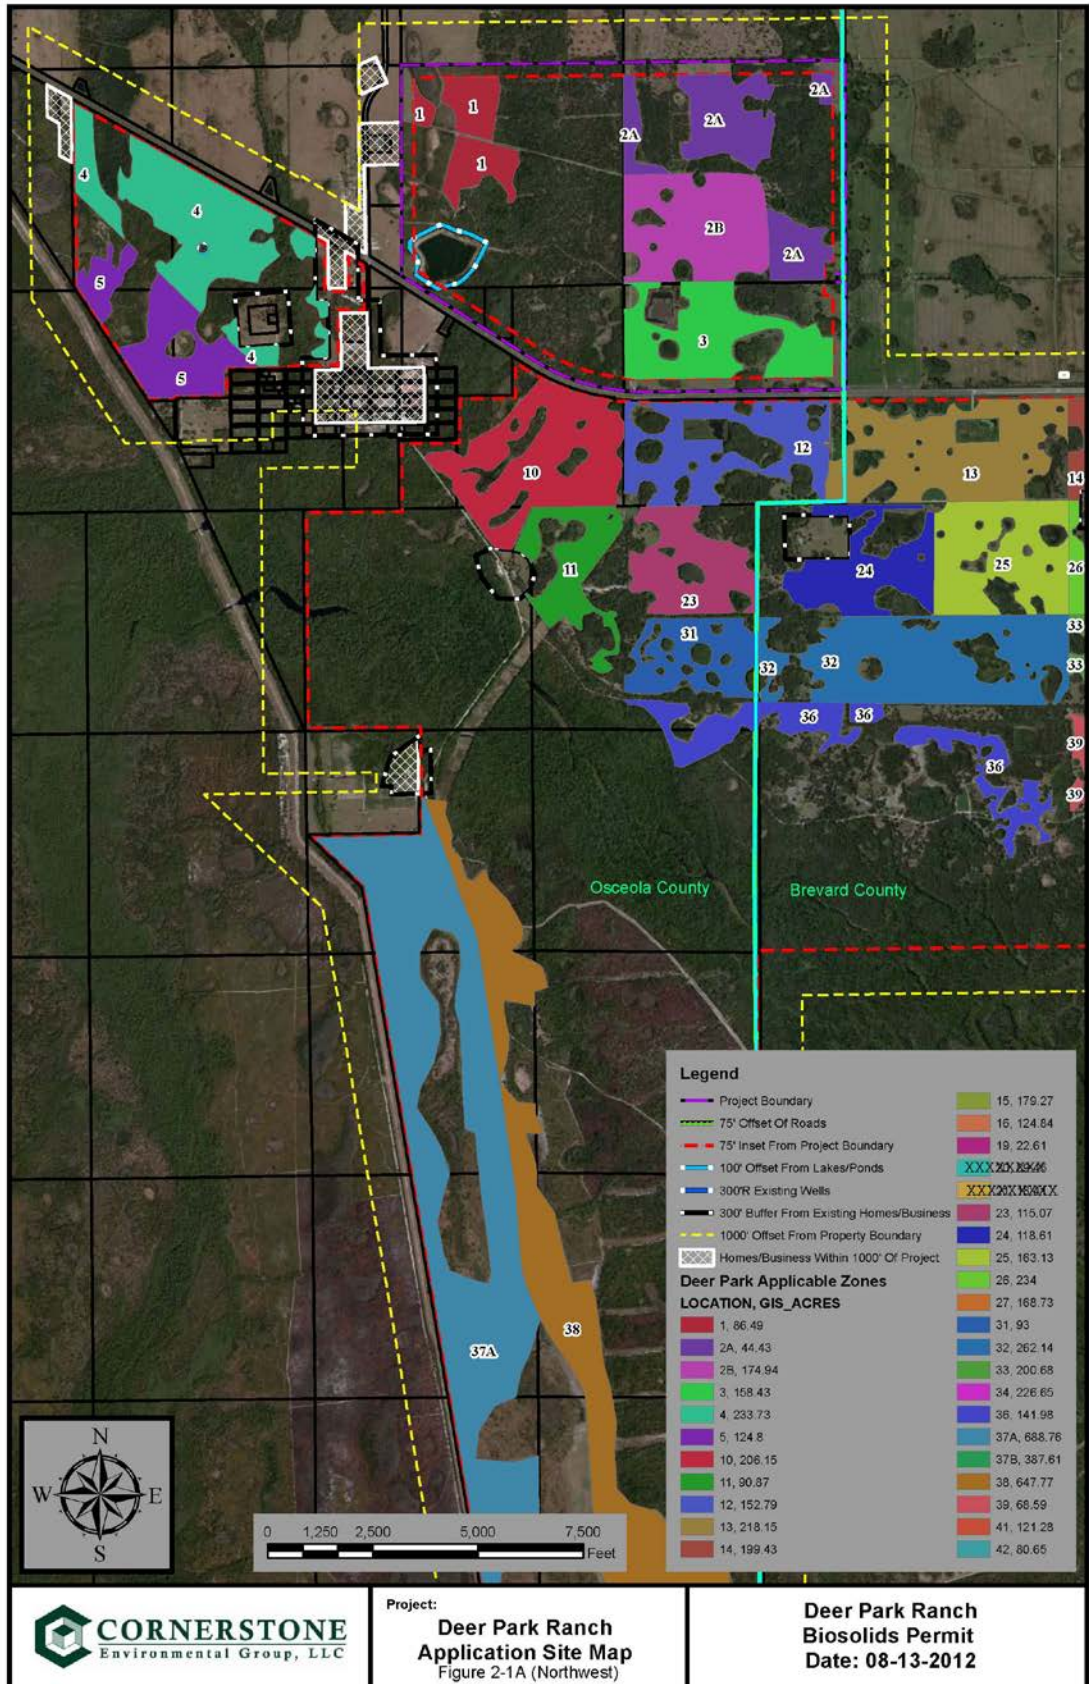 1
1
1
2A
2A
2A
2B
2A
3
4
4
4
5
5
10
12
13
14
11
23
24
25
26
31
32
32
33
33
36
36
36
39
39
Osceola County
Brevard County
37A
38
Legend
Project Boundary
75' Offset Of Roads
75' Inset From Project Boundary
100' Offset From Lakes/Ponds
300'R Existing Wells
300' Buffer From Existing Homes/Business
1000' Offset From Property Boundary
Homes/Business Within 1000' Of Project
Deer Park Applicable Zones
LOCATION, GIS_ACRES
1, 86.49
2A, 44.43
2B, 174.94
3, 158.43
4, 233.73
5, 124.8
10, 206.15
11, 90.87
12, 152.79
13, 218.15
14, 199.43
15, 179.27
16, 124.84
19, 22.61
23, 115.07
24, 118.61
25, 163.13
26, 234
27, 168.73
31, 93
32, 262.14
33, 200.68
34, 226.65
36, 141.98
37A, 688.76
37B, 387.61
38, 647.77
39, 68.59
41, 121.28
42, 80.65
N
W E
S
0 1,250 2,500 5,000 7,500
Feet
CORNERSTONE
Environmental Group, LLC
Project:
Deer Park Ranch
Application Site Map
Figure 2-1A (Northwest)
Deer Park Ranch
Biosolids Permit
Date: 08-13-2012